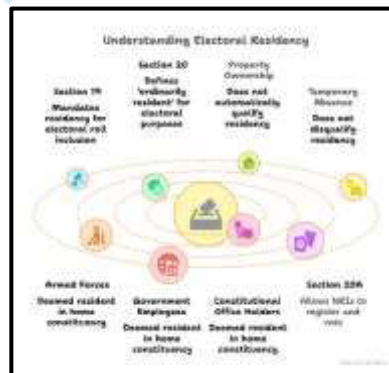 Understanding Electoral Residency
Section 19
Mandates
residency for
electoral roll
inclusion
Section 20
Defines
'ordinarily
resident' for
electoral
purposes
Property
Ownership
Does not
automatically
qualify
residency
Temporary
Absence
Does not
disqualify
residency
Armed Forces
Deemed resident
in home
constituency
Government
Employees
Deemed resident
in home
constituency
Constitutional
Office Holders
Deemed resident
in home
constituency.
Section 20A
Allows NRIs to
register and
vote